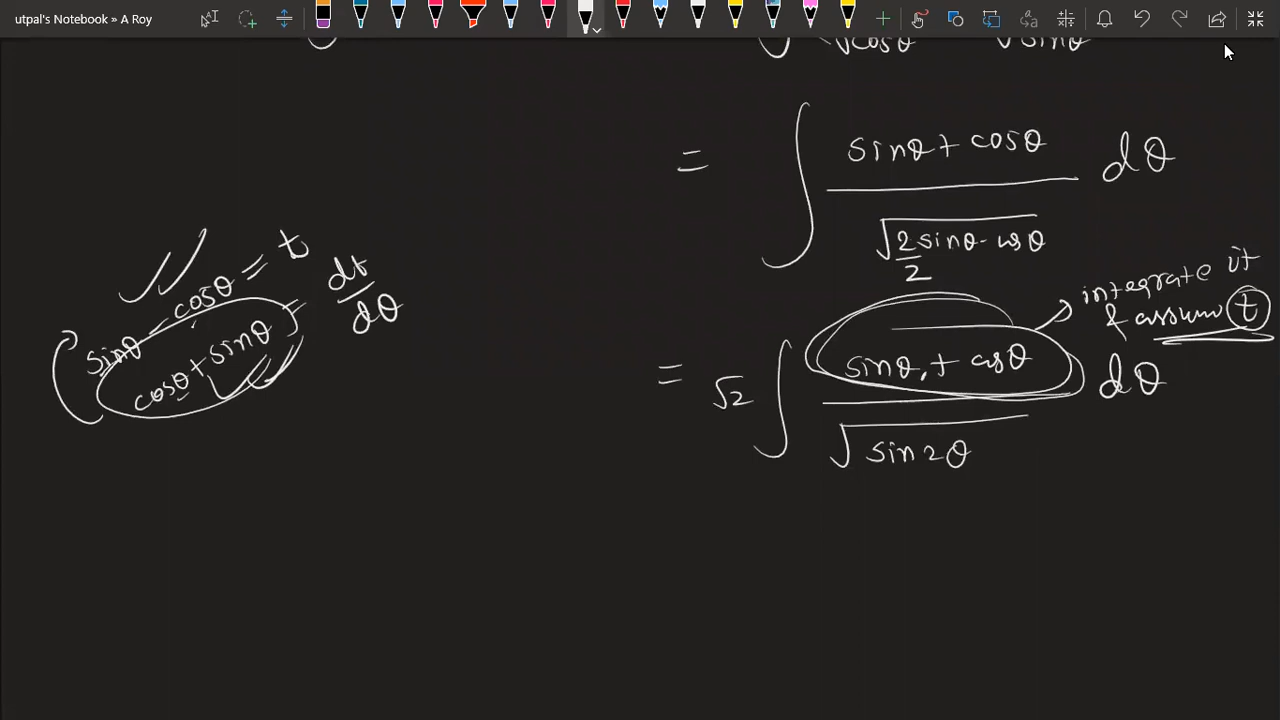 utpal's Notebook » A Roy
√cosθ √sinθ
= ∫ sinθ + cosθ / √(2/2 sinθ · cosθ) dθ
sinθ - cosθ = t
cosθ + sinθ = dt/dθ
integrate it
& assum t
= √2 ∫ sinθ + cosθ / √sin2θ dθ